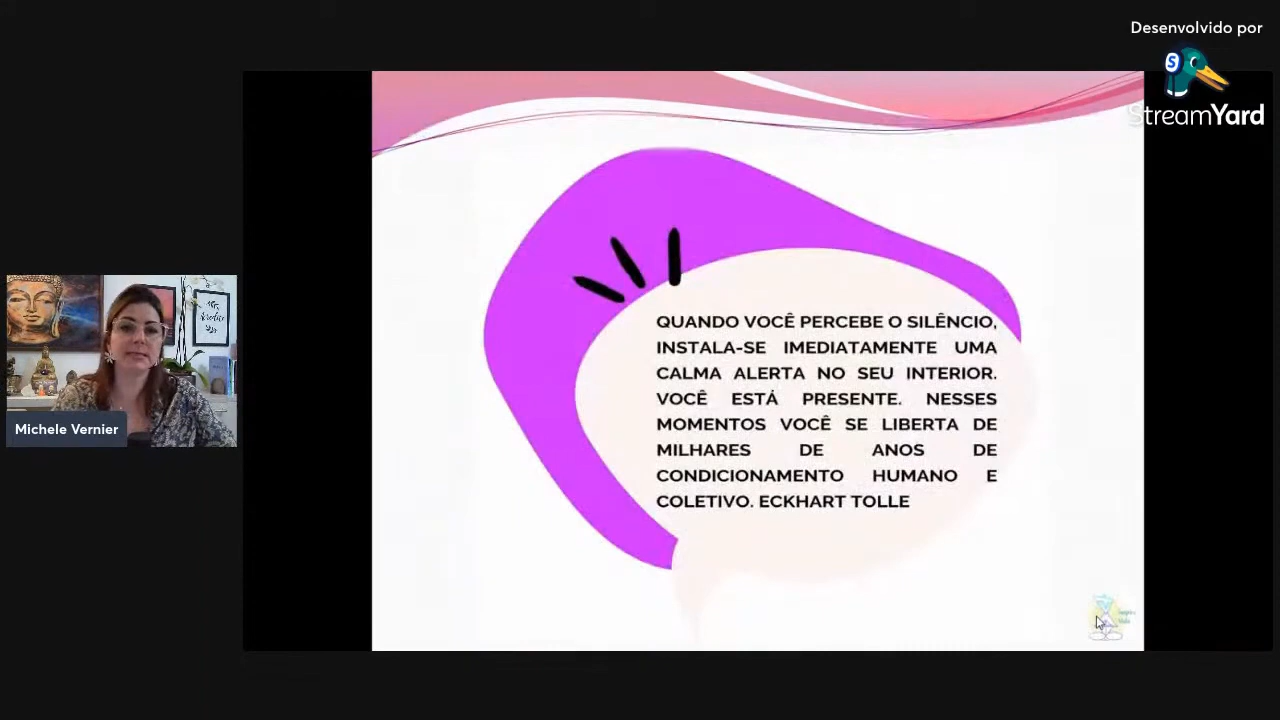 Desenvolvido por
StreamYard
QUANDO VOCÊ PERCEBE O SILÊNCIO,
INSTALA-SE IMEDIATAMENTE UMA
CALMA ALERTA NO SEU INTERIOR.
VOCÊ ESTÁ PRESENTE. NESSES
MOMENTOS VOCÊ SE LIBERTA DE
MILHARES DE ANOS DE
CONDICIONAMENTO HUMANO E
COLETIVO. ECKHART TOLLE
Michele Vernier